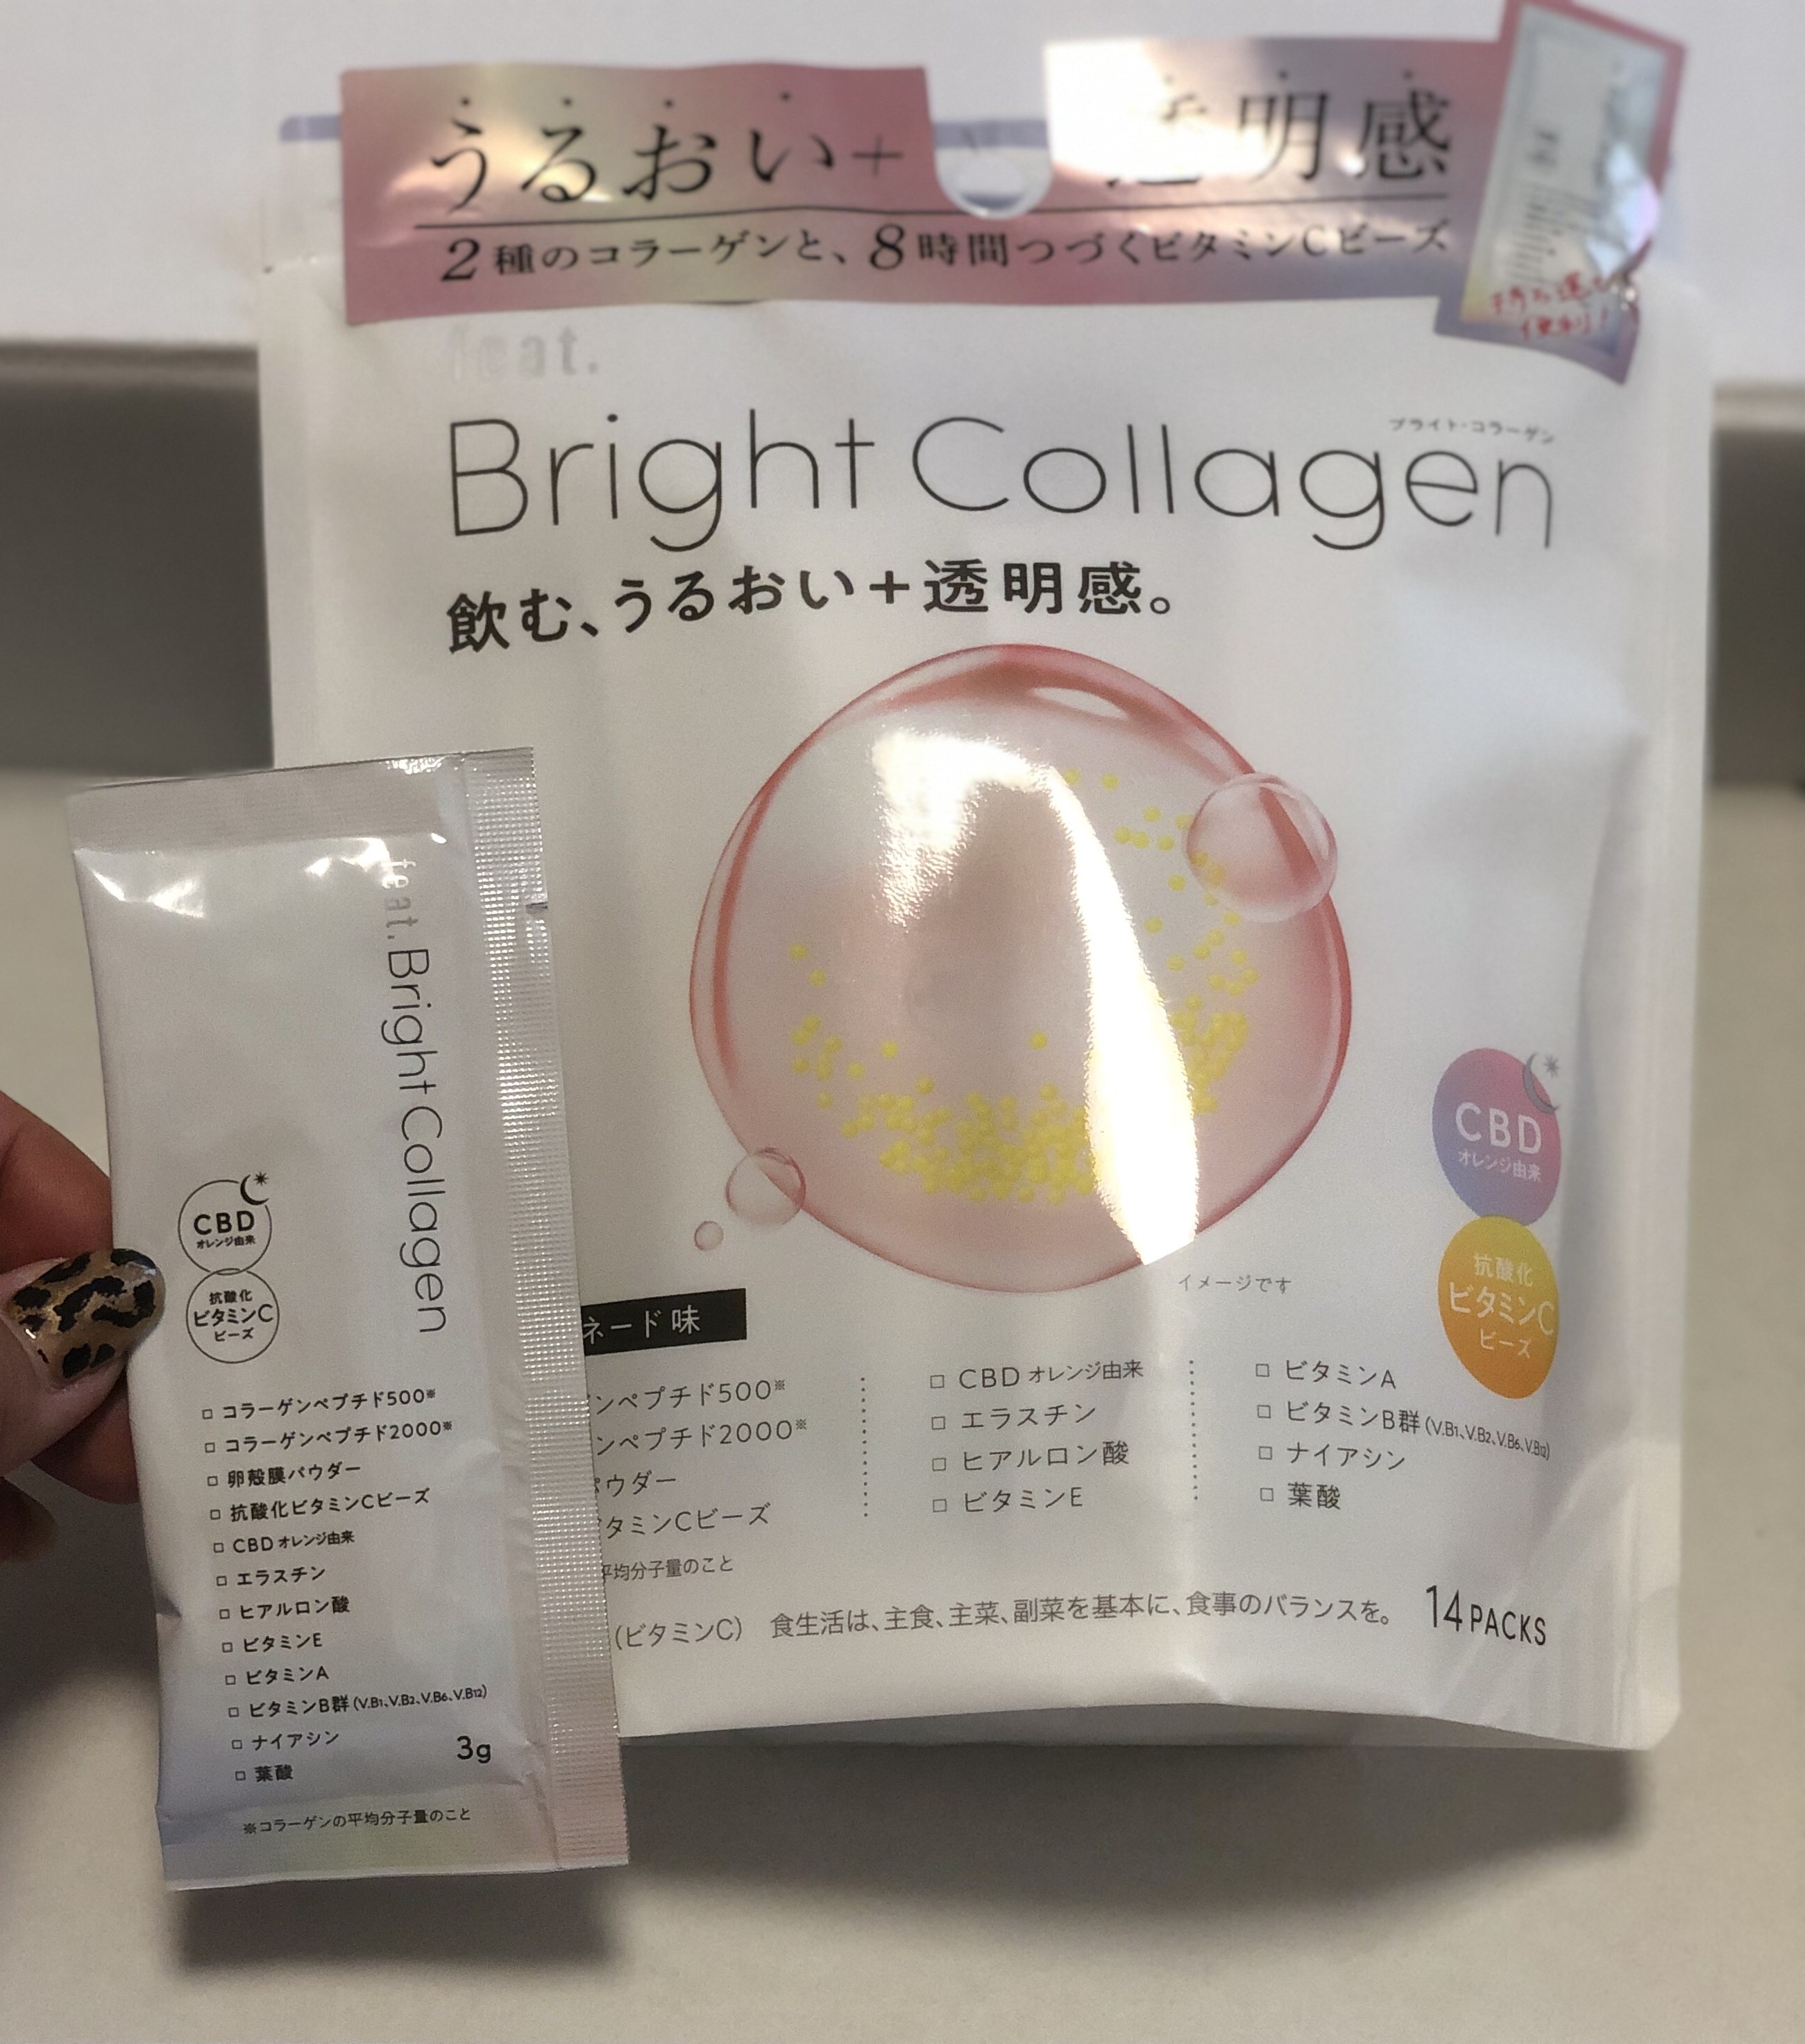 うるおい+ 透明感
2種のコラーゲンと、8時間つづくビタミンCビーズ
持ち運び
便利!
feat.
ブライト・コラーゲン
Bright Collagen
飲む、うるおい+透明感。
CBD
オレンジ由来
抗酸化
ビタミンC
ビーズ
イメージです
ネード味
ンペプチド500※
ンペプチド2000※
パウダー
タミンCビーズ
平均分子量のこと
□ CBD オレンジ由来
□ エラスチン
□ ヒアルロン酸
□ ビタミンE
□ ビタミンA
□ ビタミンB群(V.B1、V.B2、V.B6、V.B12)
□ ナイアシン
□ 葉酸
(ビタミンC) 食生活は、主食、主菜、副菜を基本に、食事のバランスを。
14PACKS
feat. Bright Collagen
CBD
オレンジ由来
抗酸化
ビタミンC
ビーズ
□ コラーゲンペプチド500※
□ コラーゲンペプチド2000※
□ 卵殻膜パウダー
□ 抗酸化ビタミンCビーズ
□ CBD オレンジ由来
□ エラスチン
□ ヒアルロン酸
□ ビタミンE
□ ビタミンA
□ ビタミンB群(V.B1、V.B2、V.B6、V.B12)
□ ナイアシン
□ 葉酸
3g
※コラーゲンの平均分子量のこと